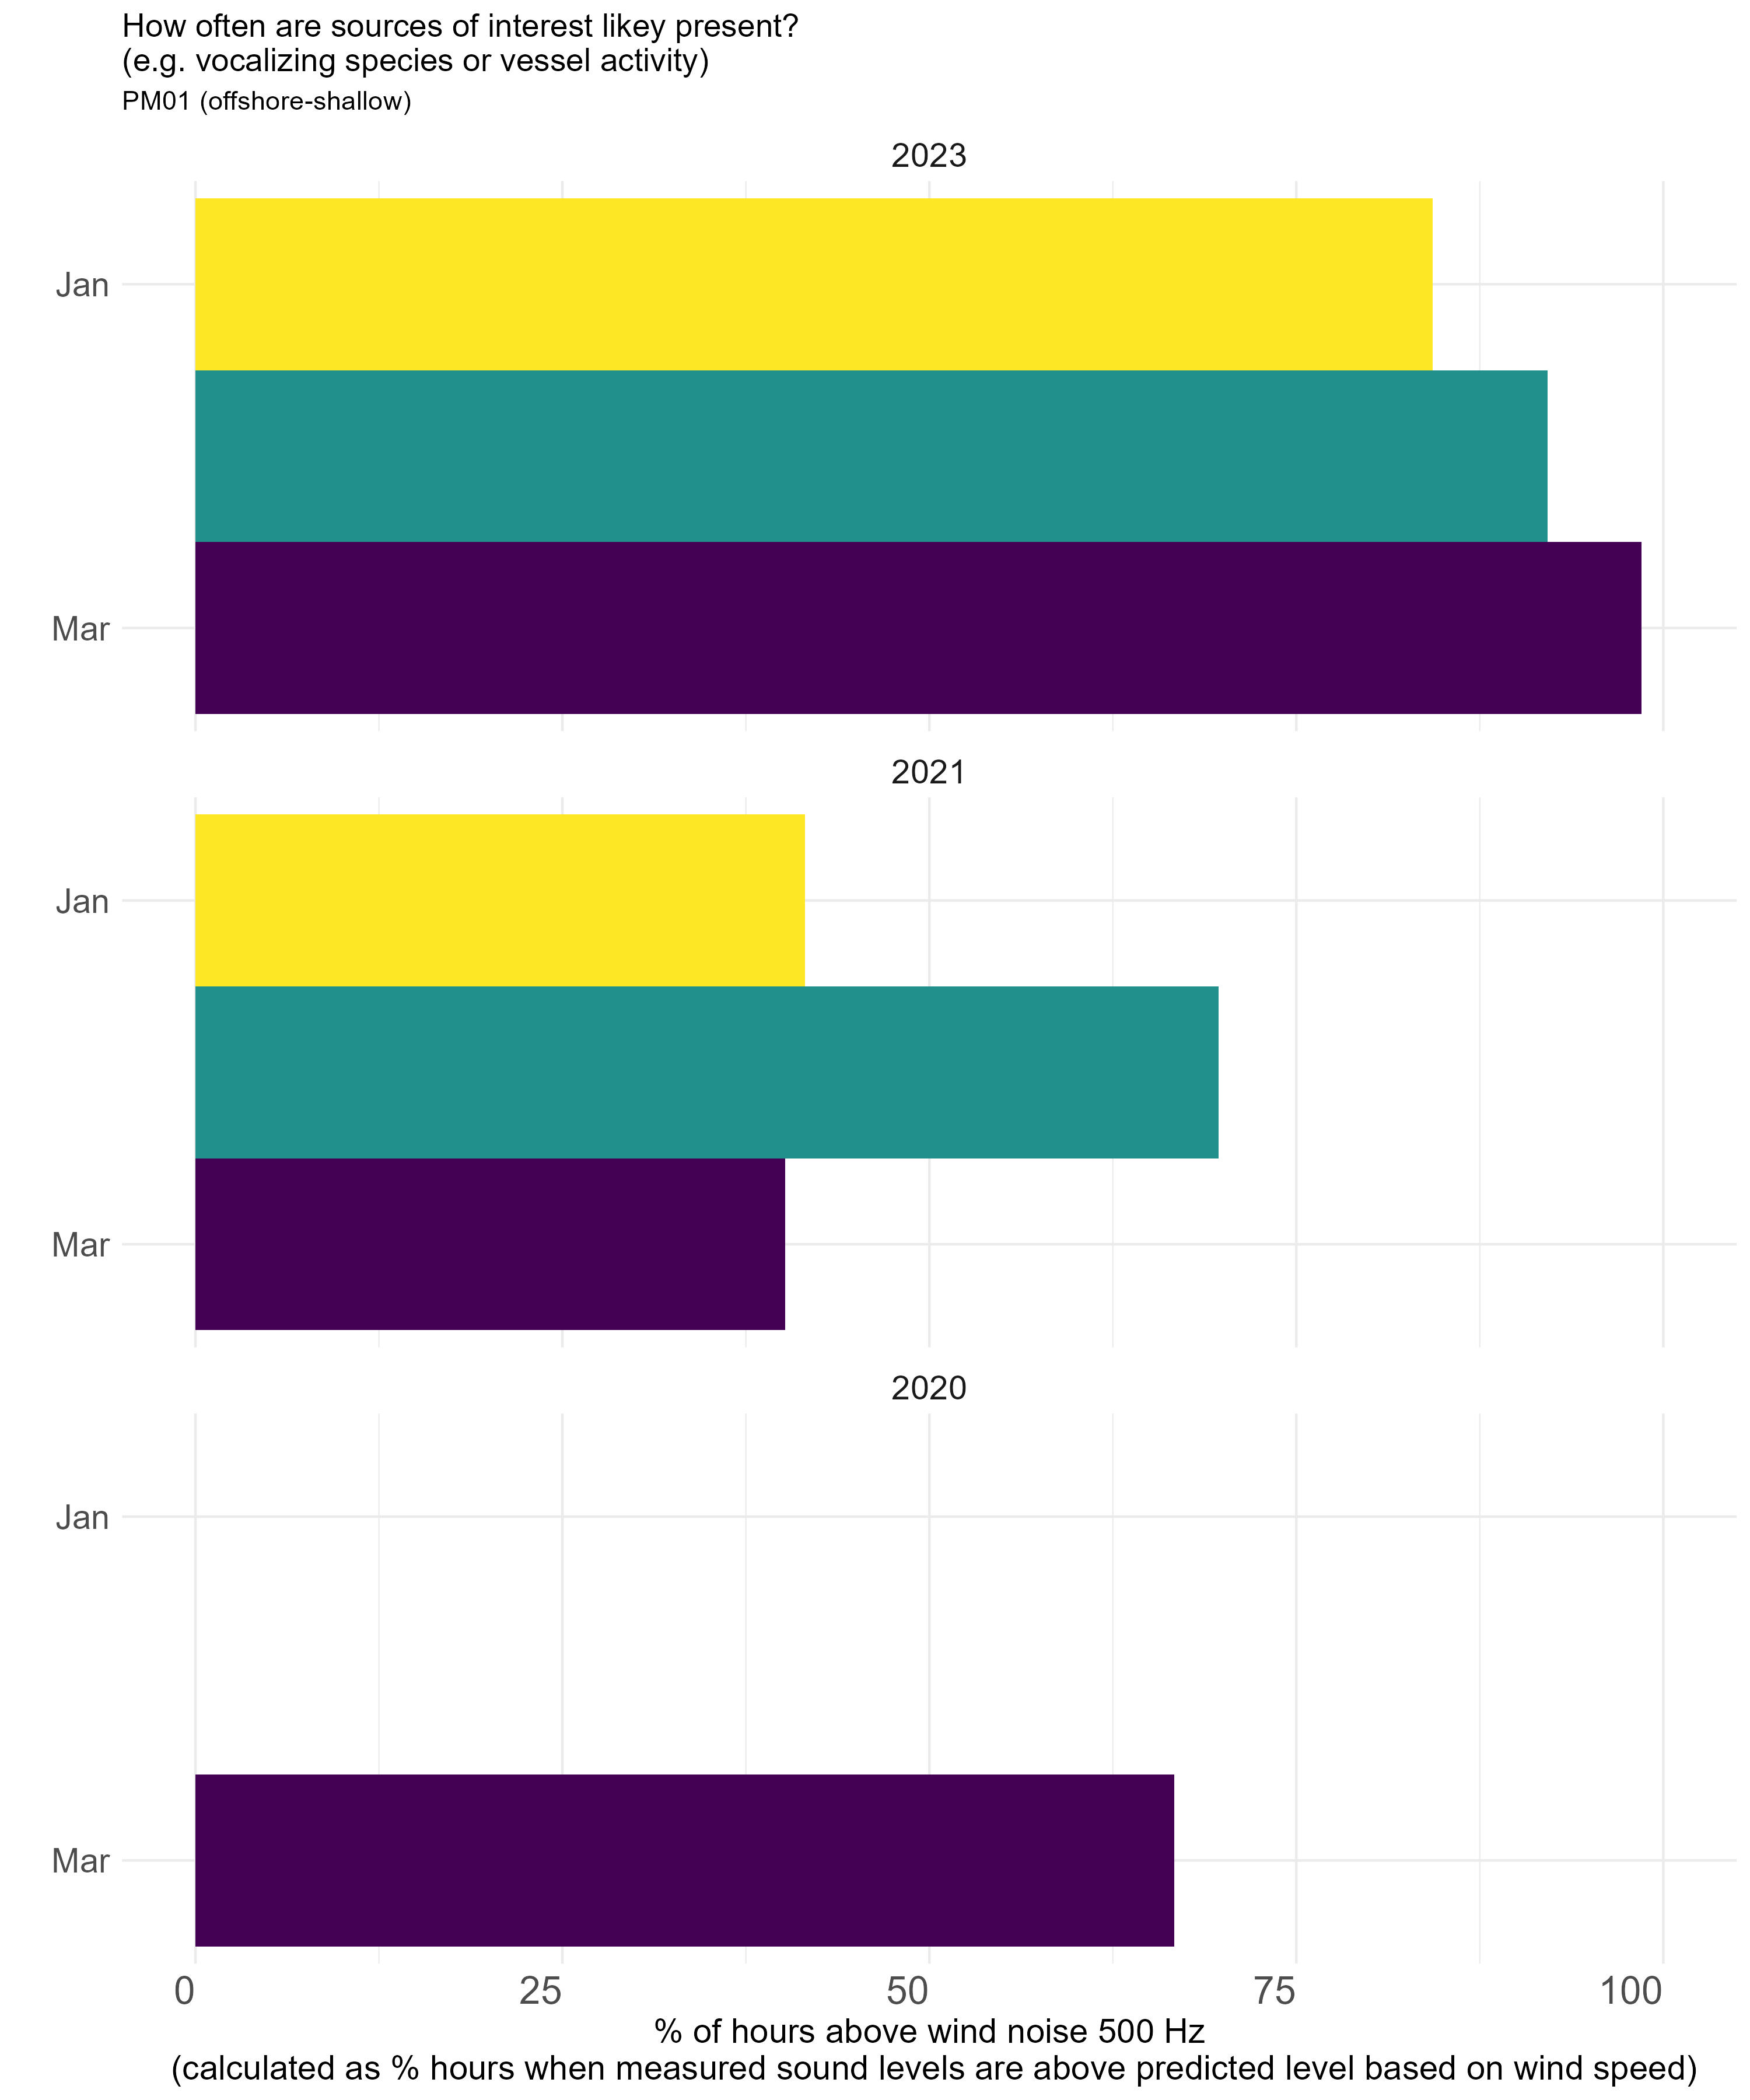 How often are sources of interest likey present?
(e.g. vocalizing species or vessel activity)
PM01 (offshore-shallow)
2023
Jan
Mar
2021
Jan
Mar
2020
Jan
Mar
0 25 50 75 100
% of hours above wind noise 500 Hz
(calculated as % hours when measured sound levels are above predicted level based on wind speed)